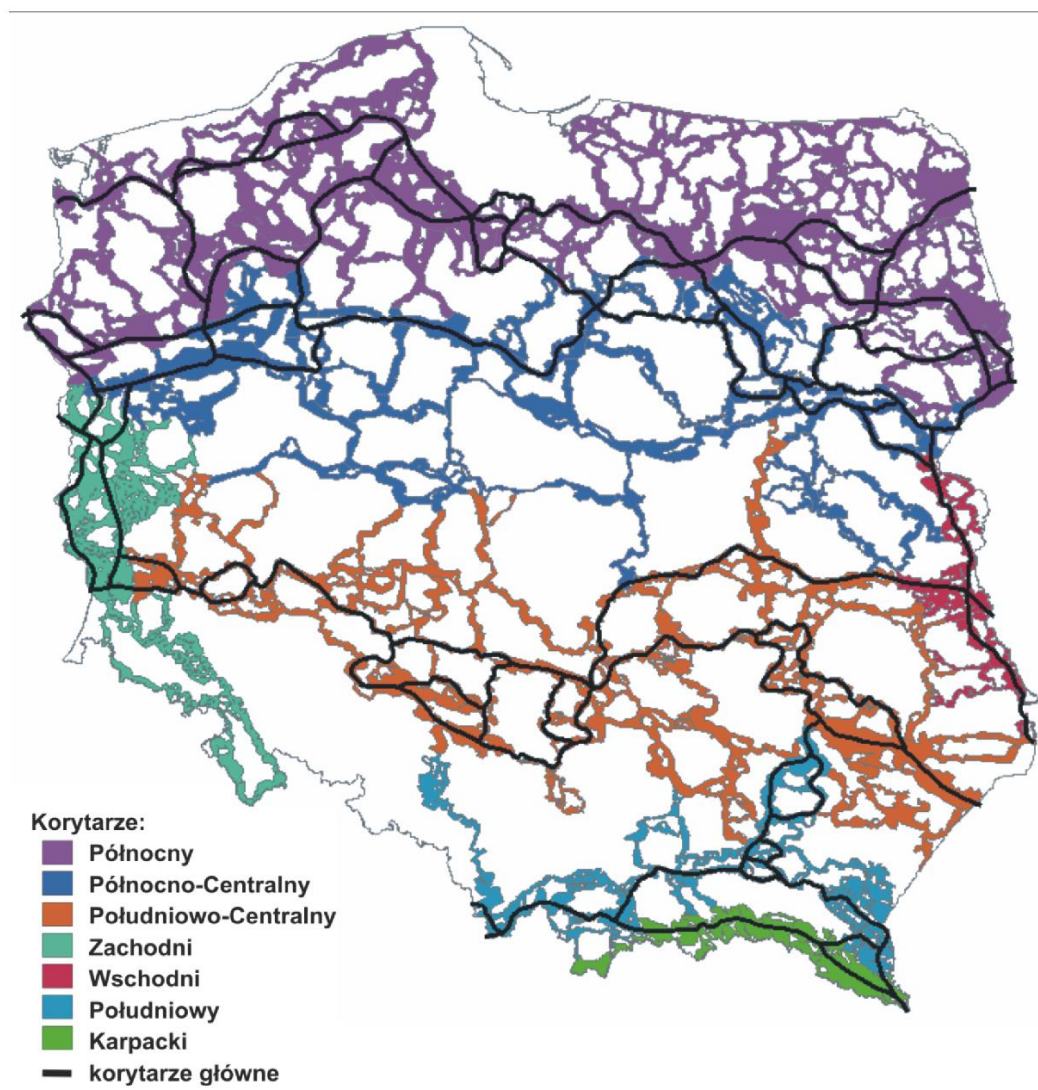 Korytarze:
Północny
Północno-Centralny
Południowo-Centralny
Zachodni
Wschodni
Południowy
Karpacki
korytarze główne